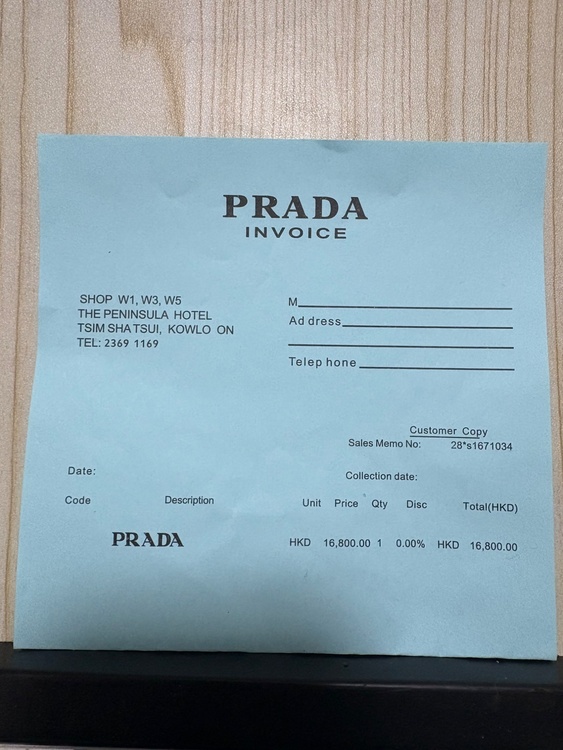 PRADA
INVOICE
SHOP W1, W3, W5
THE PENINSULA HOTEL
TSIM SHA TSUI, KOWLO ON
TEL: 2369 1169
M
Ad dress
Telep hone
Customer Copy
Sales Memo No: 28*s1671034
Date:
Collection date:
Code Description Unit Price Qty Disc Total(HKD)
PRADA HKD 16,800.00 1 0.00% HKD 16,800.00